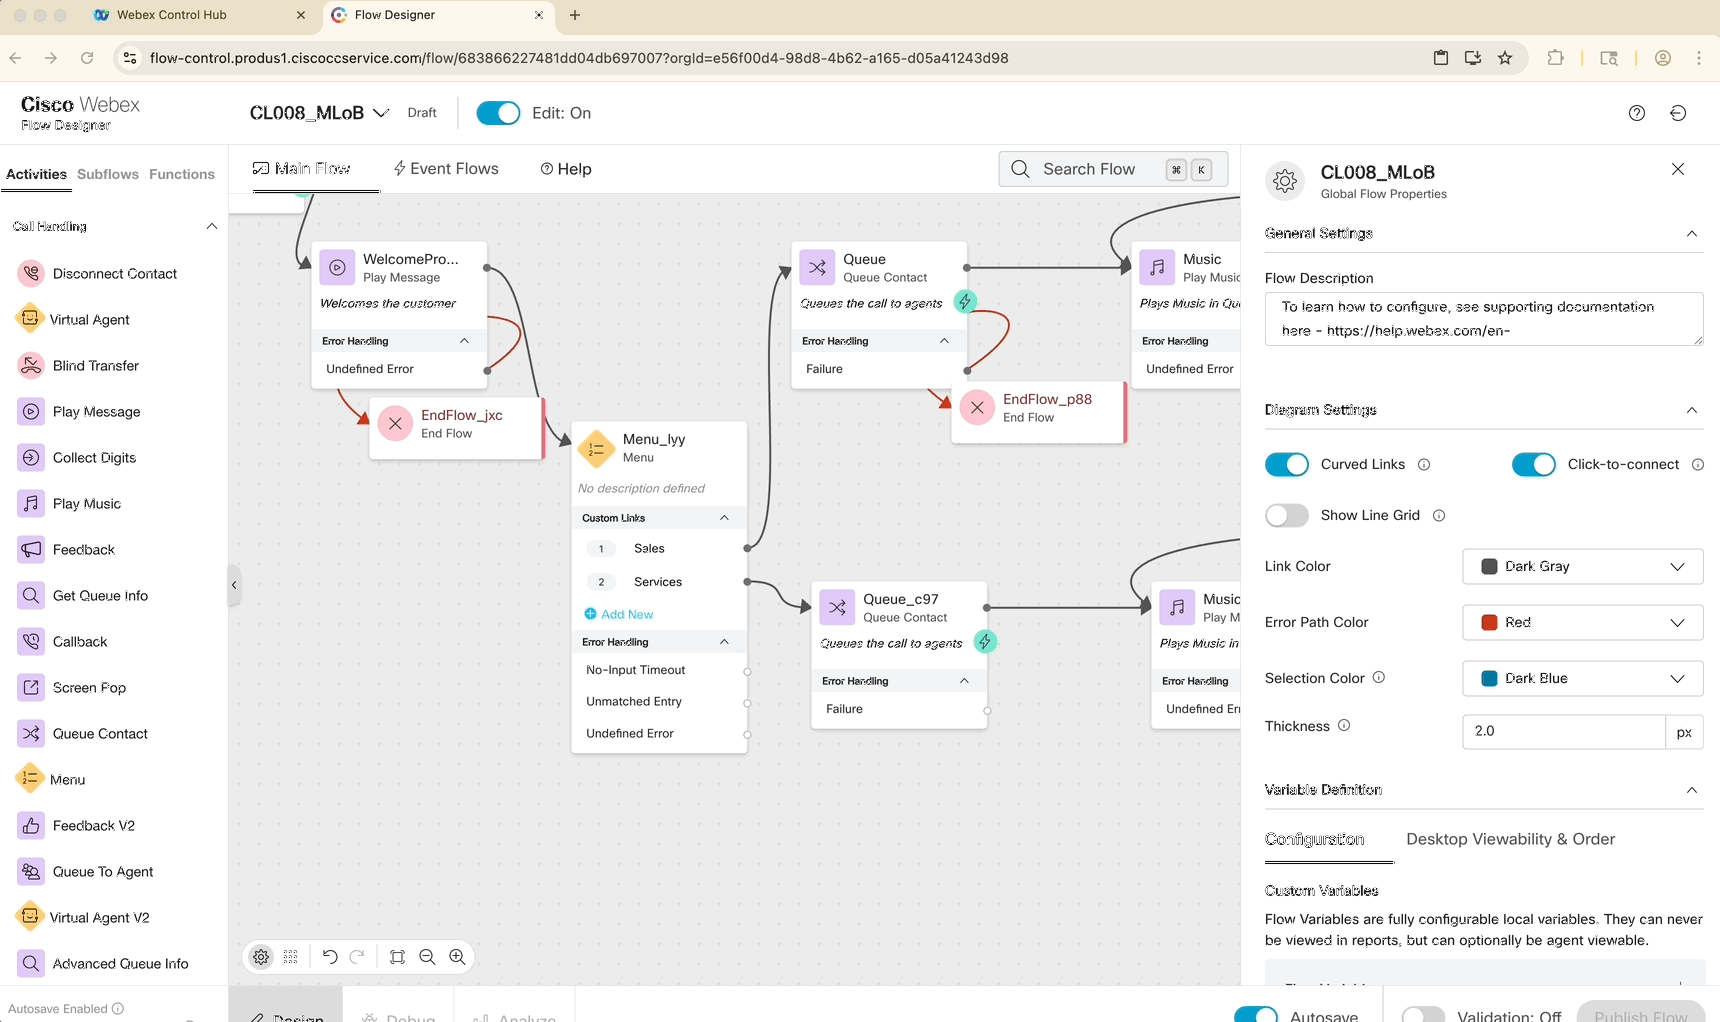 Webex Control Hub
Flow Designer
flow-control.produs1.ciscoccservice.com/flow/683866227481dd04db697007?orgId=e56f00d4-98d8-4b62-a165-d05a41243d98
Cisco Webex
Flow Designer
CL008_MLoB
Draft
Edit: On
Activities
Subflows
Functions
Call Handling
Disconnect Contact
Virtual Agent
Blind Transfer
Play Message
Collect Digits
Play Music
Feedback
Get Queue Info
Callback
Screen Pop
Queue Contact
Menu
Feedback V2
Queue To Agent
Virtual Agent V2
Advanced Queue Info
Autosave Enabled
Main Flow
Event Flows
Help
Search Flow
⌘ K
WelcomePro...
Play Message
Welcomes the customer
Error Handling
Undefined Error
EndFlow_jxc
End Flow
Menu_lyy
Menu
No description defined
Custom Links
1 Sales
2 Services
Add New
Error Handling
No-Input Timeout
Unmatched Entry
Undefined Error
Queue
Queue Contact
Queues the call to agents
Error Handling
Failure
EndFlow_p88
End Flow
Queue_c97
Queue Contact
Queues the call to agents
Error Handling
Failure
Music
Play Music
Plays Music in Qu
Error Handling
Undefined Error
Music
Play M
Plays Music in
Error Handling
Undefined Er
Design
Debug
Analyze
CL008_MLoB
Global Flow Properties
General Settings
Flow Description
To learn how to configure, see supporting documentation
here - https://help.webex.com/en-
Diagram Settings
Curved Links
Click-to-connect
Show Line Grid
Link Color
Dark Gray
Error Path Color
Red
Selection Color
Dark Blue
Thickness
2.0
px
Variable Definition
Configuration
Desktop Viewability & Order
Custom Variables
Flow Variables are fully configurable local variables. They can never
be viewed in reports, but can optionally be agent viewable.
Autosave
Validation: Off
Publish Flow